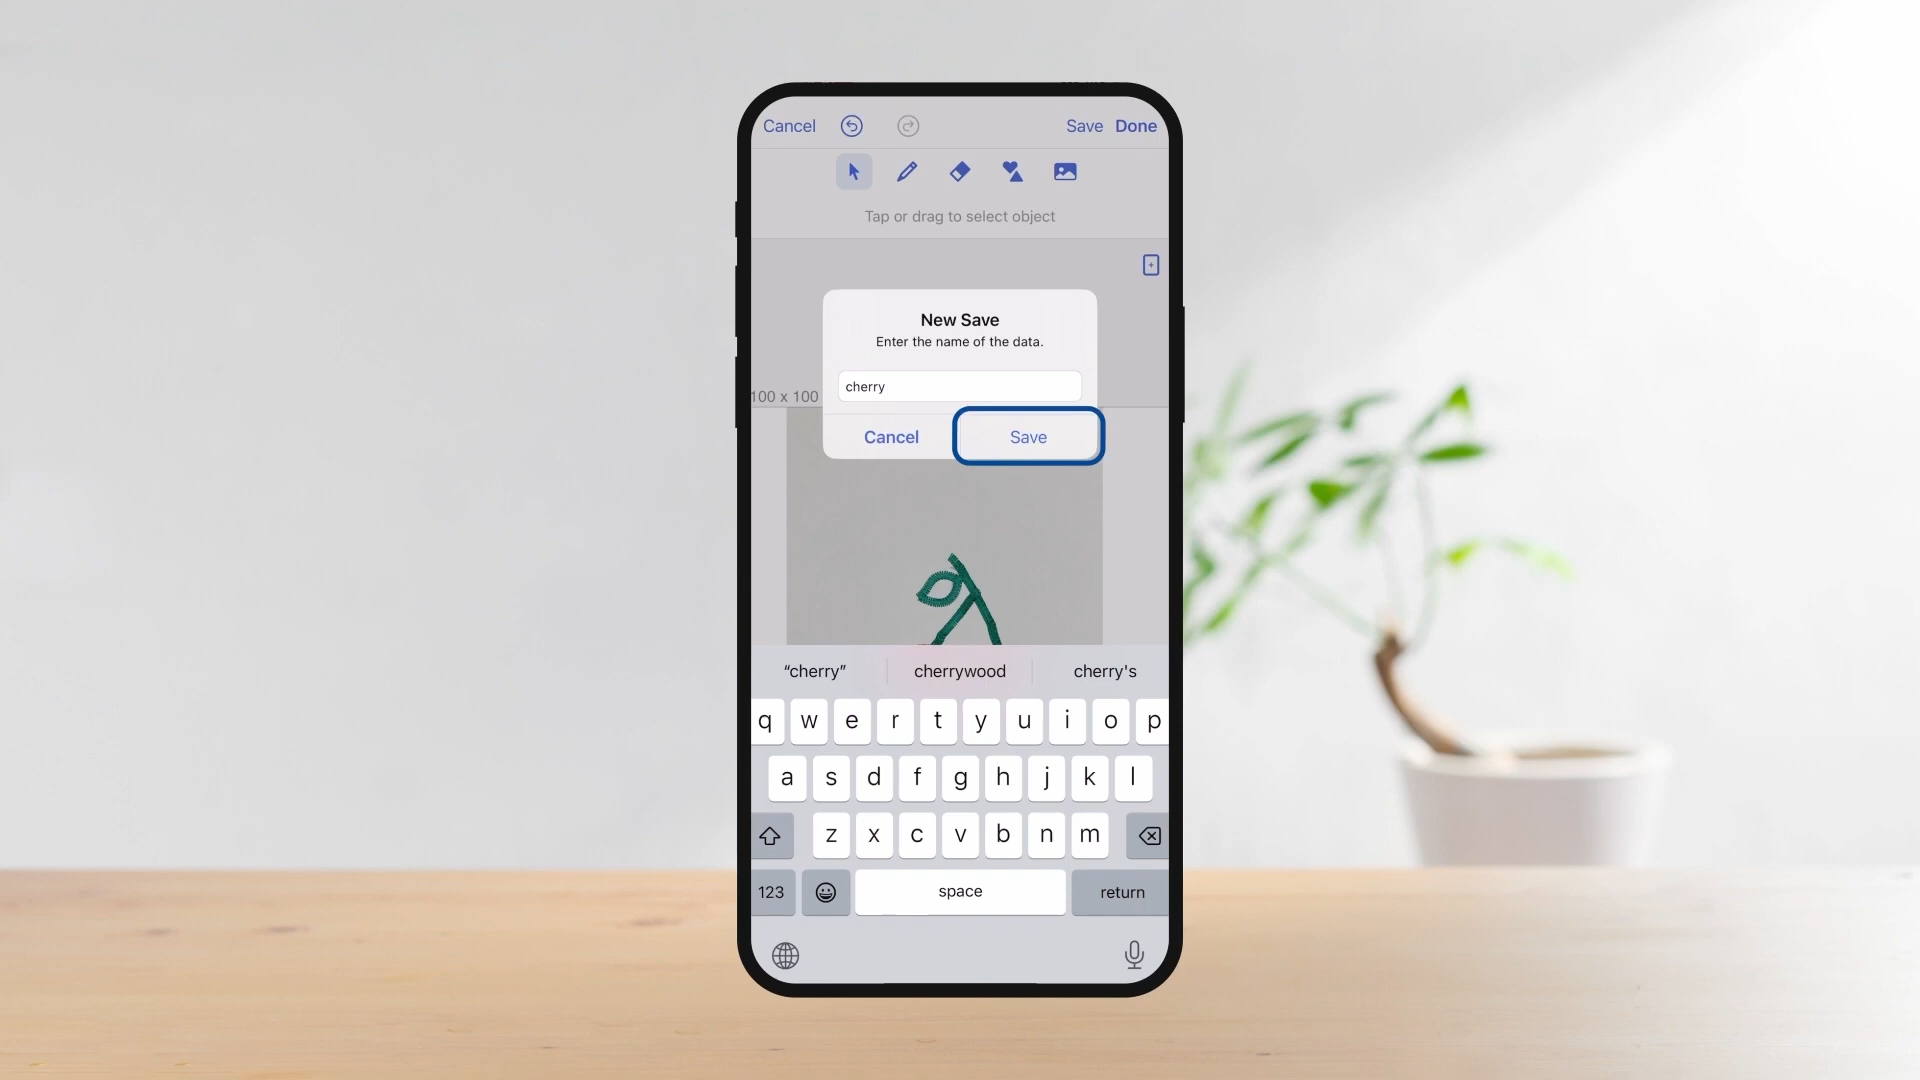 Cancel Save Done
Tap or drag to select object
New Save
Enter the name of the data.
cherry
100 x 100
Cancel Save
“cherry” cherrywood cherry's
q w e r t y u i o p
a s d f g h j k l
z x c v b n m
123 space return